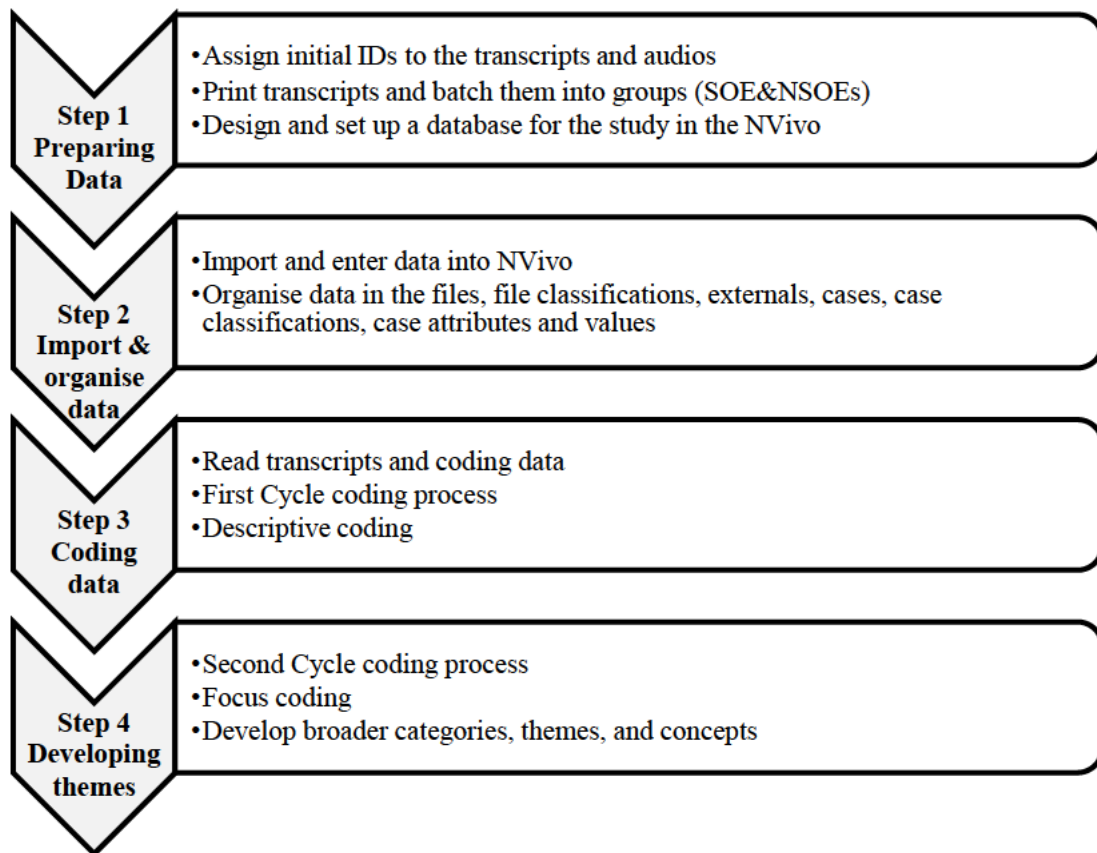 Step 1
Preparing
Data
•Assign initial IDs to the transcripts and audios
•Print transcripts and batch them into groups (SOE&NSOEs)
•Design and set up a database for the study in the NVivo
Step 2
Import &
organise
data
•Import and enter data into NVivo
•Organise data in the files, file classifications, externals, cases, case
classifications, case attributes and values
Step 3
Coding
data
•Read transcripts and coding data
•First Cycle coding process
•Descriptive coding
Step 4
Developing
themes
•Second Cycle coding process
•Focus coding
•Develop broader categories, themes, and concepts